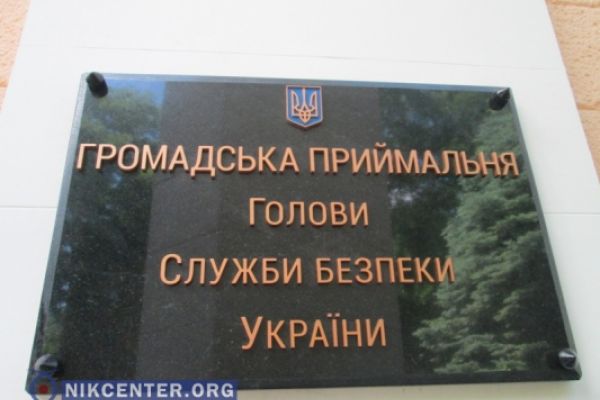 ГРОМАДСЬКА ПРИЙМАЛЬНЯ
ГОЛОВИ
СЛУЖБИ БЕЗПЕКИ
УКРАЇНИ
NIKCENTER.ORG